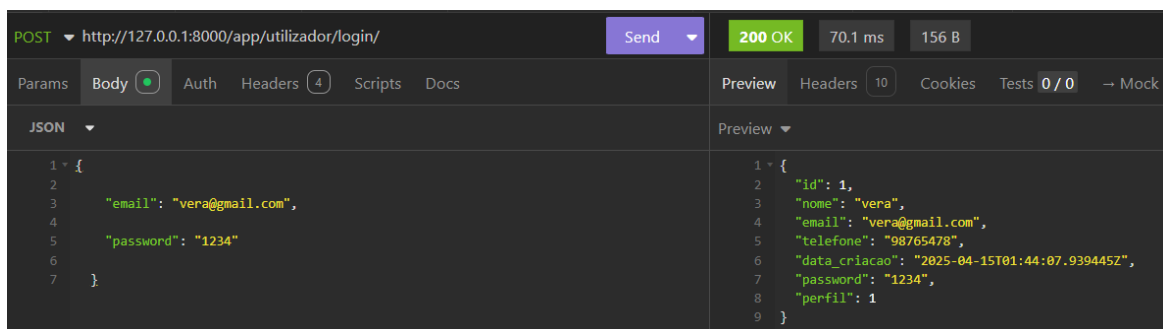 POST http://127.0.0.1:8000/app/utilizador/login/ Send 200 OK 70.1 ms 156 B
Params Body Auth Headers 4 Scripts Docs Preview Headers 10 Cookies Tests 0 / 0 → Mock
JSON Preview
1 {
2
3 "email": "vera@gmail.com",
4
5 "password": "1234"
6
7 }
1 {
2 "id": 1,
3 "nome": "vera",
4 "email": "vera@gmail.com",
5 "telefone": "98765478",
6 "data_criacao": "2025-04-15T01:44:07.939445Z",
7 "password": "1234",
8 "perfil": 1
9 }